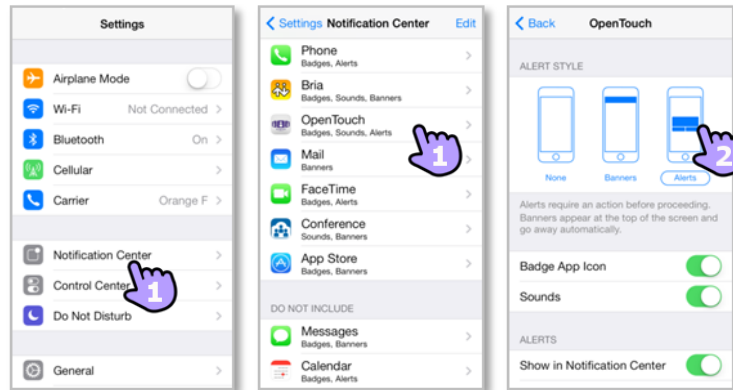 Settings
Airplane Mode
Wi-Fi Not Connected
Bluetooth On
Cellular
Carrier Orange F
Notification Center
Control Center
1
Do Not Disturb
General
Settings Notification Center Edit
Phone
Badges, Alerts
Bria
Badges, Sounds, Banners
OpenTouch
Badges, Sounds, Alerts
1
Mail
Banners
FaceTime
Badges, Alerts
Conference
Sounds, Banners
App Store
Badges, Banners
DO NOT INCLUDE
Messages
Badges, Banners
Calendar
Badges, Alerts
Back OpenTouch
ALERT STYLE
2
None Banners Alerts
Alerts require an action before proceeding.
Banners appear at the top of the screen and
go away automatically.
Badge App Icon
Sounds
ALERTS
Show in Notification Center